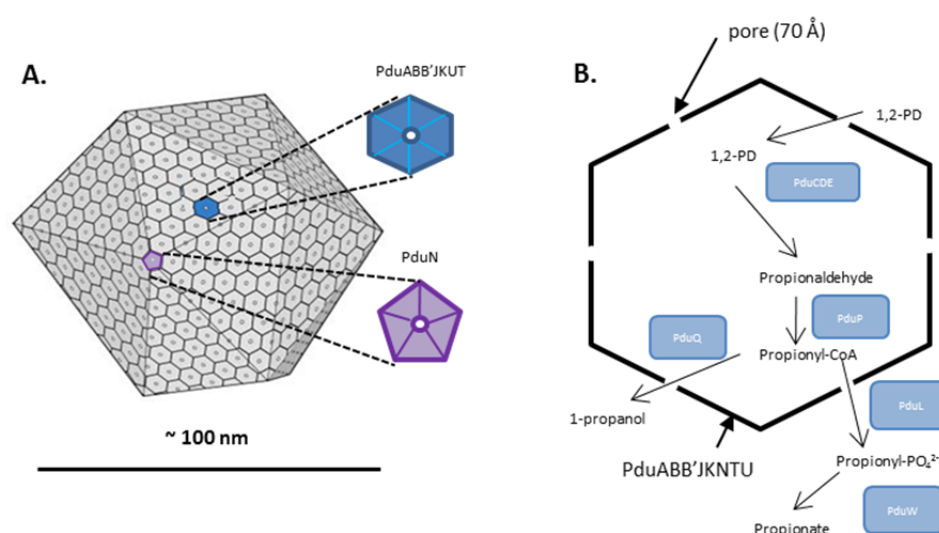 A.
PduABB'JKUT
PduN
~ 100 nm
B.
pore (70 Å)
1,2-PD
1,2-PD
PduCDE
Propionaldehyde
PduP
PduQ
Propionyl-CoA
1-propanol
PduL
PduABB'JKNTU
Propionyl-PO₄²⁻
PduW
Propionate